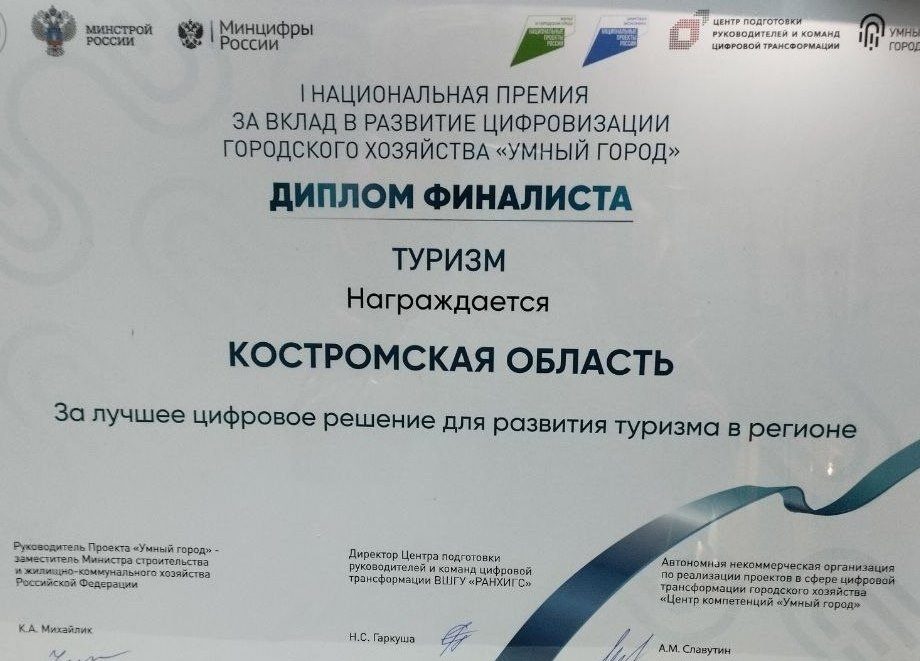 МИНСТРОЙ
РОССИИ
Минцифры
России
НАЦИОНАЛЬНЫЕ
ПРОЕКТЫ
РОССИИ
НАЦИОНАЛЬНЫЕ
ПРОЕКТЫ
РОССИИ
ЦЕНТР ПОДГОТОВКИ
РУКОВОДИТЕЛЕЙ И КОМАНД
ЦИФРОВОЙ ТРАНСФОРМАЦИИ
УМНЫ
ГОРОД
I НАЦИОНАЛЬНАЯ ПРЕМИЯ
ЗА ВКЛАД В РАЗВИТИЕ ЦИФРОВИЗАЦИИ
ГОРОДСКОГО ХОЗЯЙСТВА «УМНЫЙ ГОРОД»
ДИПЛОМ ФИНАЛИСТА
ТУРИЗМ
Награждается
КОСТРОМСКАЯ ОБЛАСТЬ
За лучшее цифровое решение для развития туризма в регионе
Руководитель Проекта «Умный город» -
заместитель Министра строительства
и жилищно-коммунального хозяйства
Российской Федерации
К.А. Михайлик
Директор Центра подготовки
руководителей и команд цифровой
трансформации ВШГУ «РАНХИГС»
Н.С. Гаркуша
Автономная некоммерческая организация
по реализации проектов в сфере цифровой
трансформации городского хозяйства
«Центр компетенций «Умный город»
А.М. Славутин